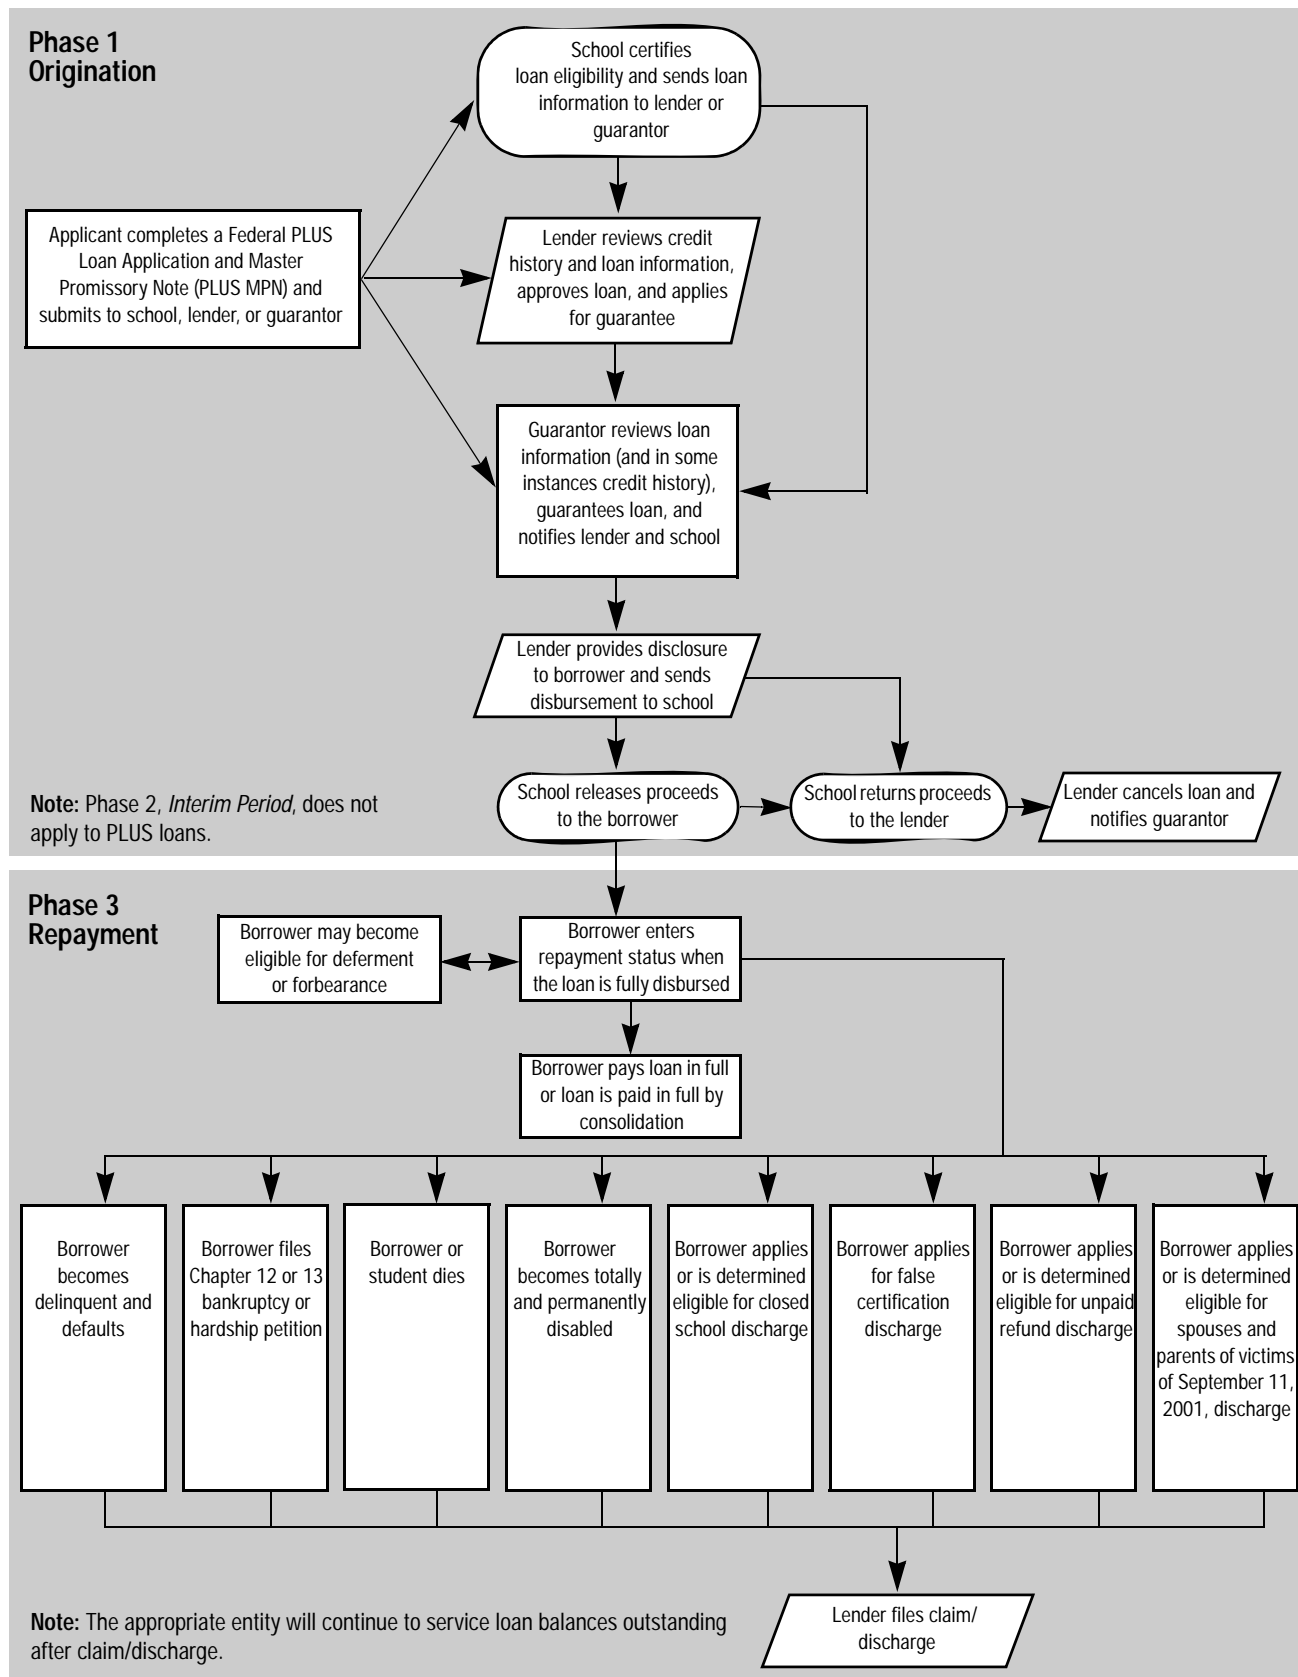 Phase 1
Origination
School certifies
loan eligibility and sends loan
information to lender or
guarantor
Applicant completes a Federal PLUS
Loan Application and Master
Promissory Note (PLUS MPN) and
submits to school, lender, or guarantor
Lender reviews credit
history and loan information,
approves loan, and applies
for guarantee
Guarantor reviews loan
information (and in some
instances credit history),
guarantees loan, and
notifies lender and school
Lender provides disclosure
to borrower and sends
disbursement to school
School releases proceeds
to the borrower
School returns proceeds
to the lender
Lender cancels loan and
notifies guarantor
Note: Phase 2, Interim Period, does not
apply to PLUS loans.
Phase 3
Repayment
Borrower may become
eligible for deferment
or forbearance
Borrower enters
repayment status when
the loan is fully disbursed
Borrower pays loan in full
or loan is paid in full by
consolidation
Borrower
becomes
delinquent and
defaults
Borrower files
Chapter 12 or 13
bankruptcy or
hardship petition
Borrower or
student dies
Borrower
becomes totally
and permanently
disabled
Borrower applies
or is determined
eligible for closed
school discharge
Borrower applies
for false
certification
discharge
Borrower applies
or is determined
eligible for unpaid
refund discharge
Borrower applies
or is determined
eligible for
spouses and
parents of victims
of September 11,
2001, discharge
Note: The appropriate entity will continue to service loan balances outstanding
after claim/discharge.
Lender files claim/
discharge